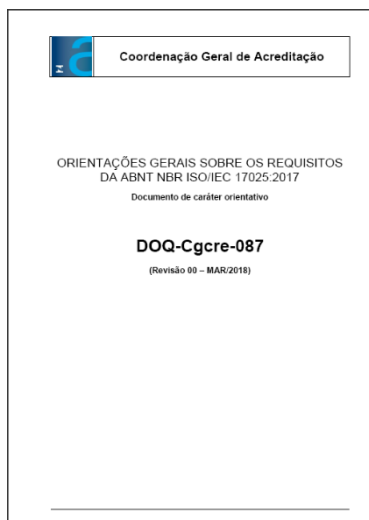 Coordenação Geral de Acreditação
ORIENTAÇÕES GERAIS SOBRE OS REQUISITOS
DA ABNT NBR ISO/IEC 17025:2017
Documento de caráter orientativo
DOQ-Cgcre-087
(Revisão 00 – MAR/2018)